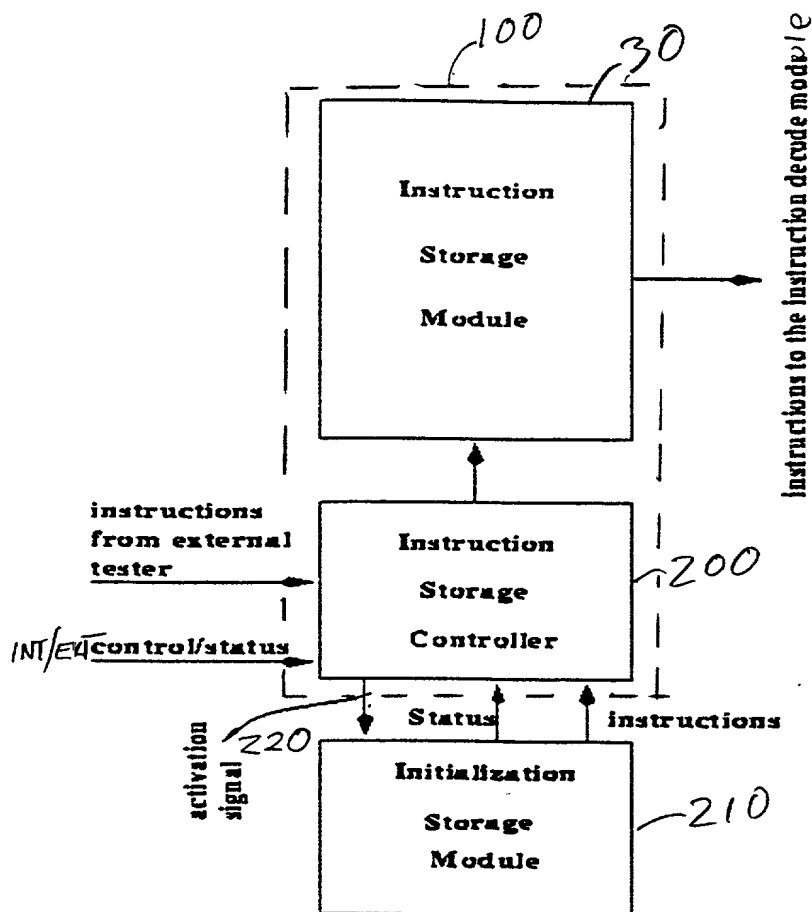 100
30
Instruction
Storage
Module
Instructions to the instruction decude module
instructions
from external
tester
Instruction
Storage
Controller
200
INT/EXT control/status
Status
instructions
220
activation
signal
Initialization
Storage
Module
210